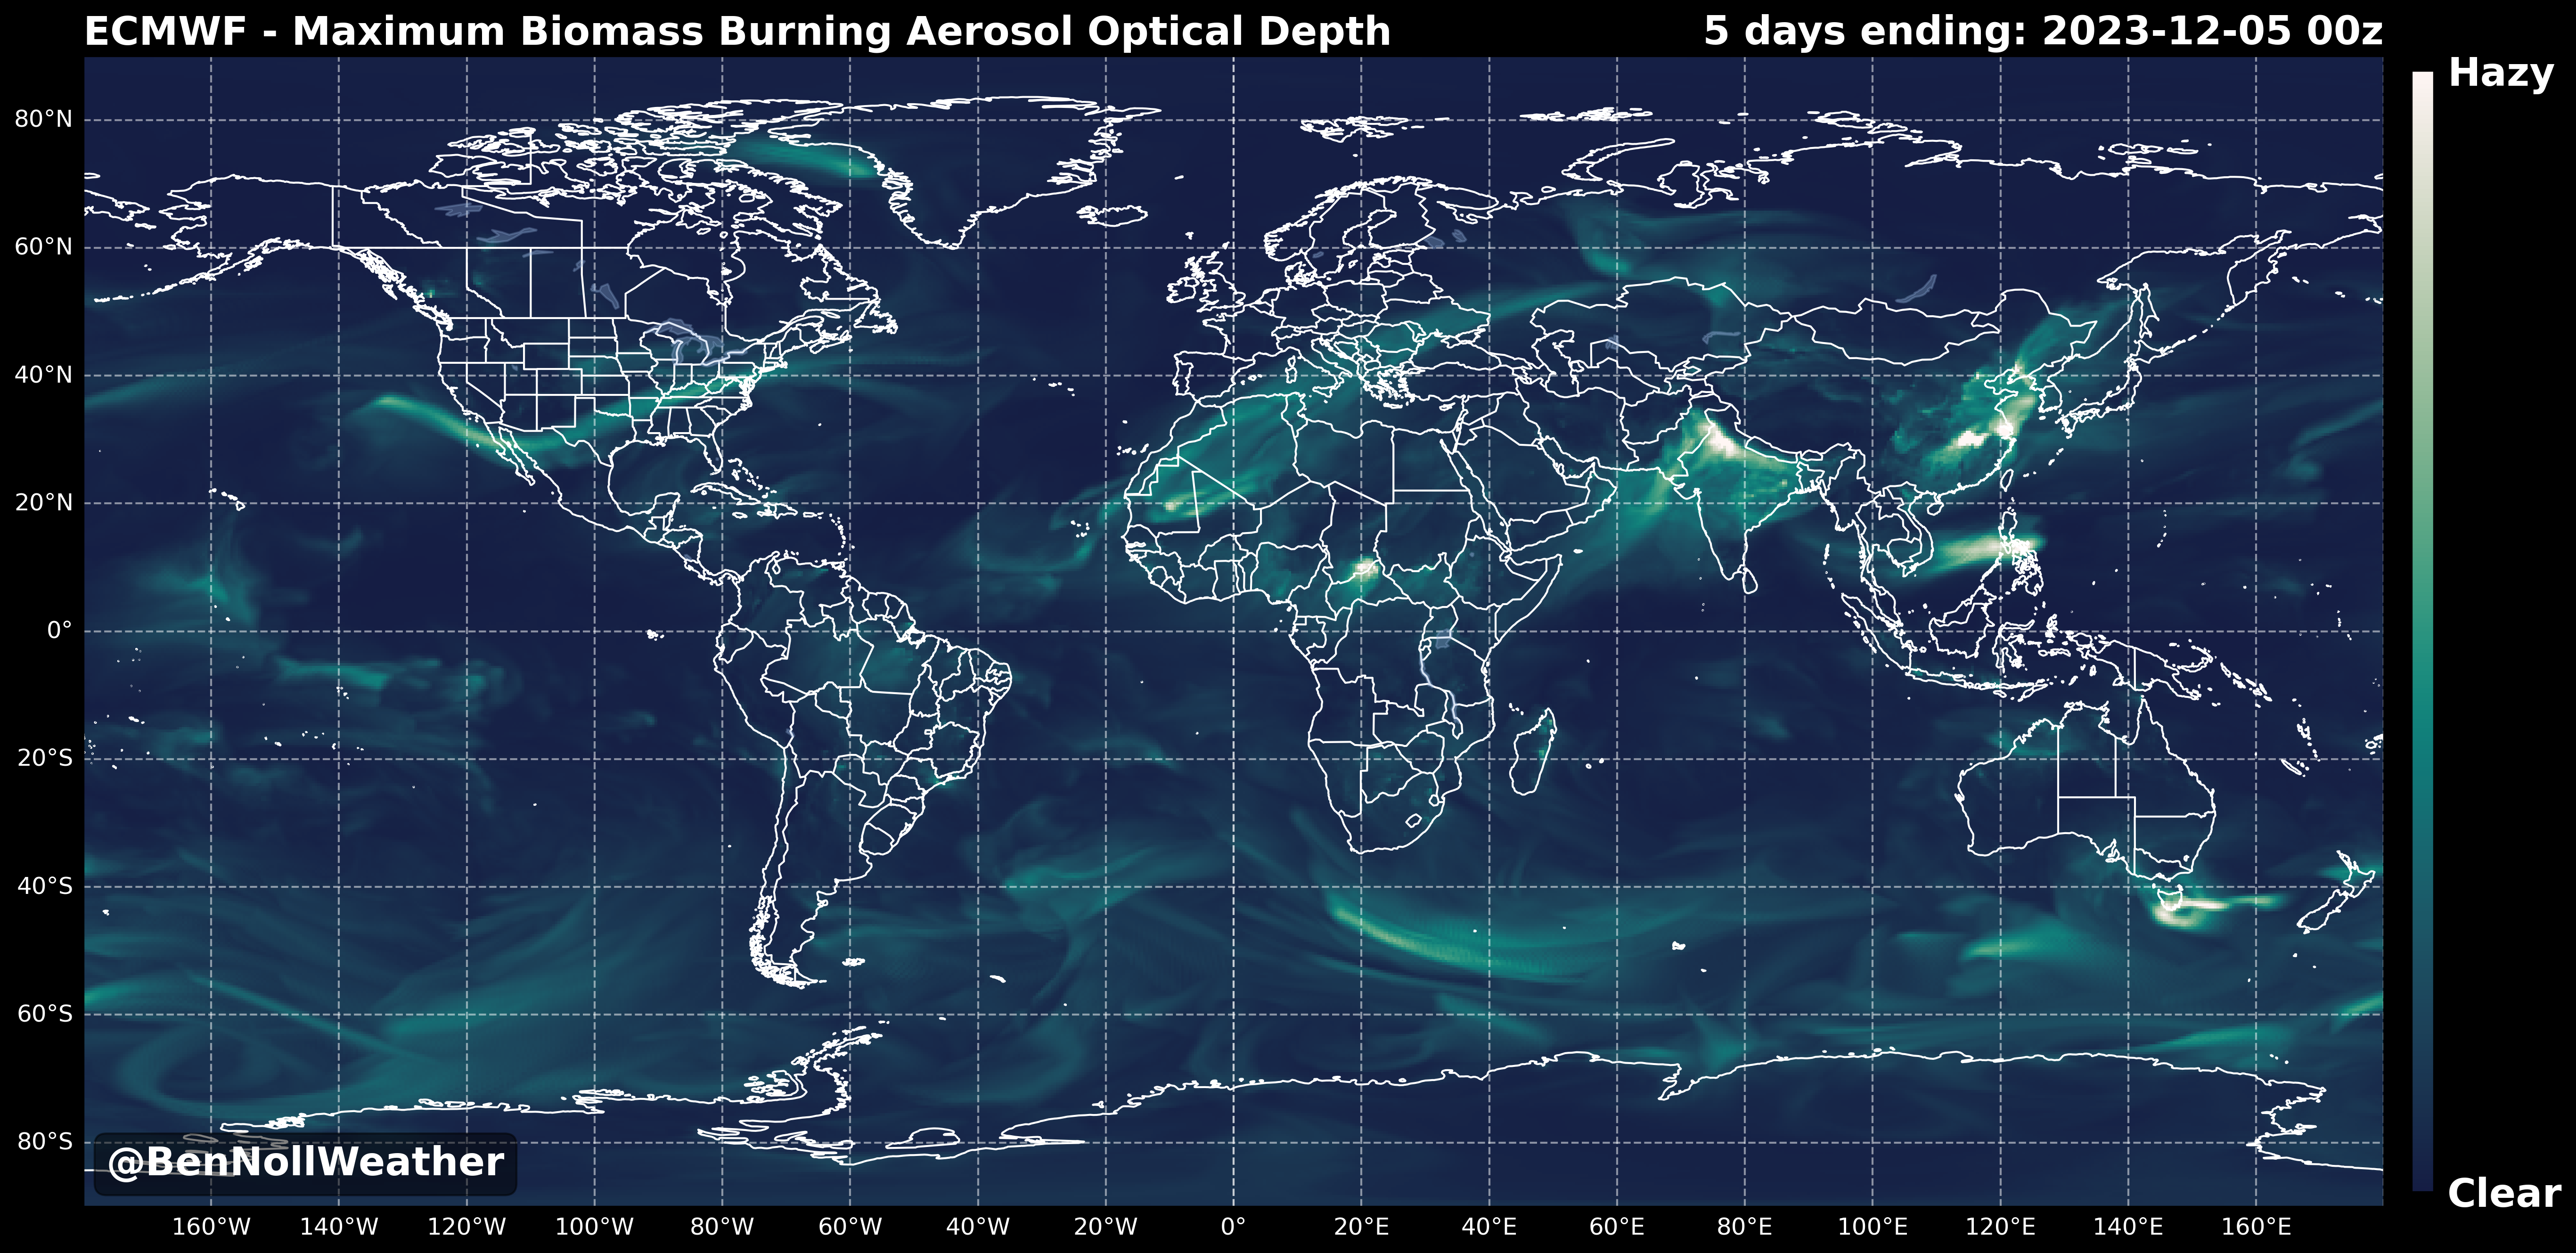 ECMWF - Maximum Biomass Burning Aerosol Optical Depth
5 days ending: 2023-12-05 00z
Hazy
80°N
60°N
40°N
20°N
0°
20°S
40°S
60°S
80°S
@BenNollWeather
Clear
160°W 140°W 120°W 100°W 80°W 60°W 40°W 20°W 0° 20°E 40°E 60°E 80°E 100°E 120°E 140°E 160°E